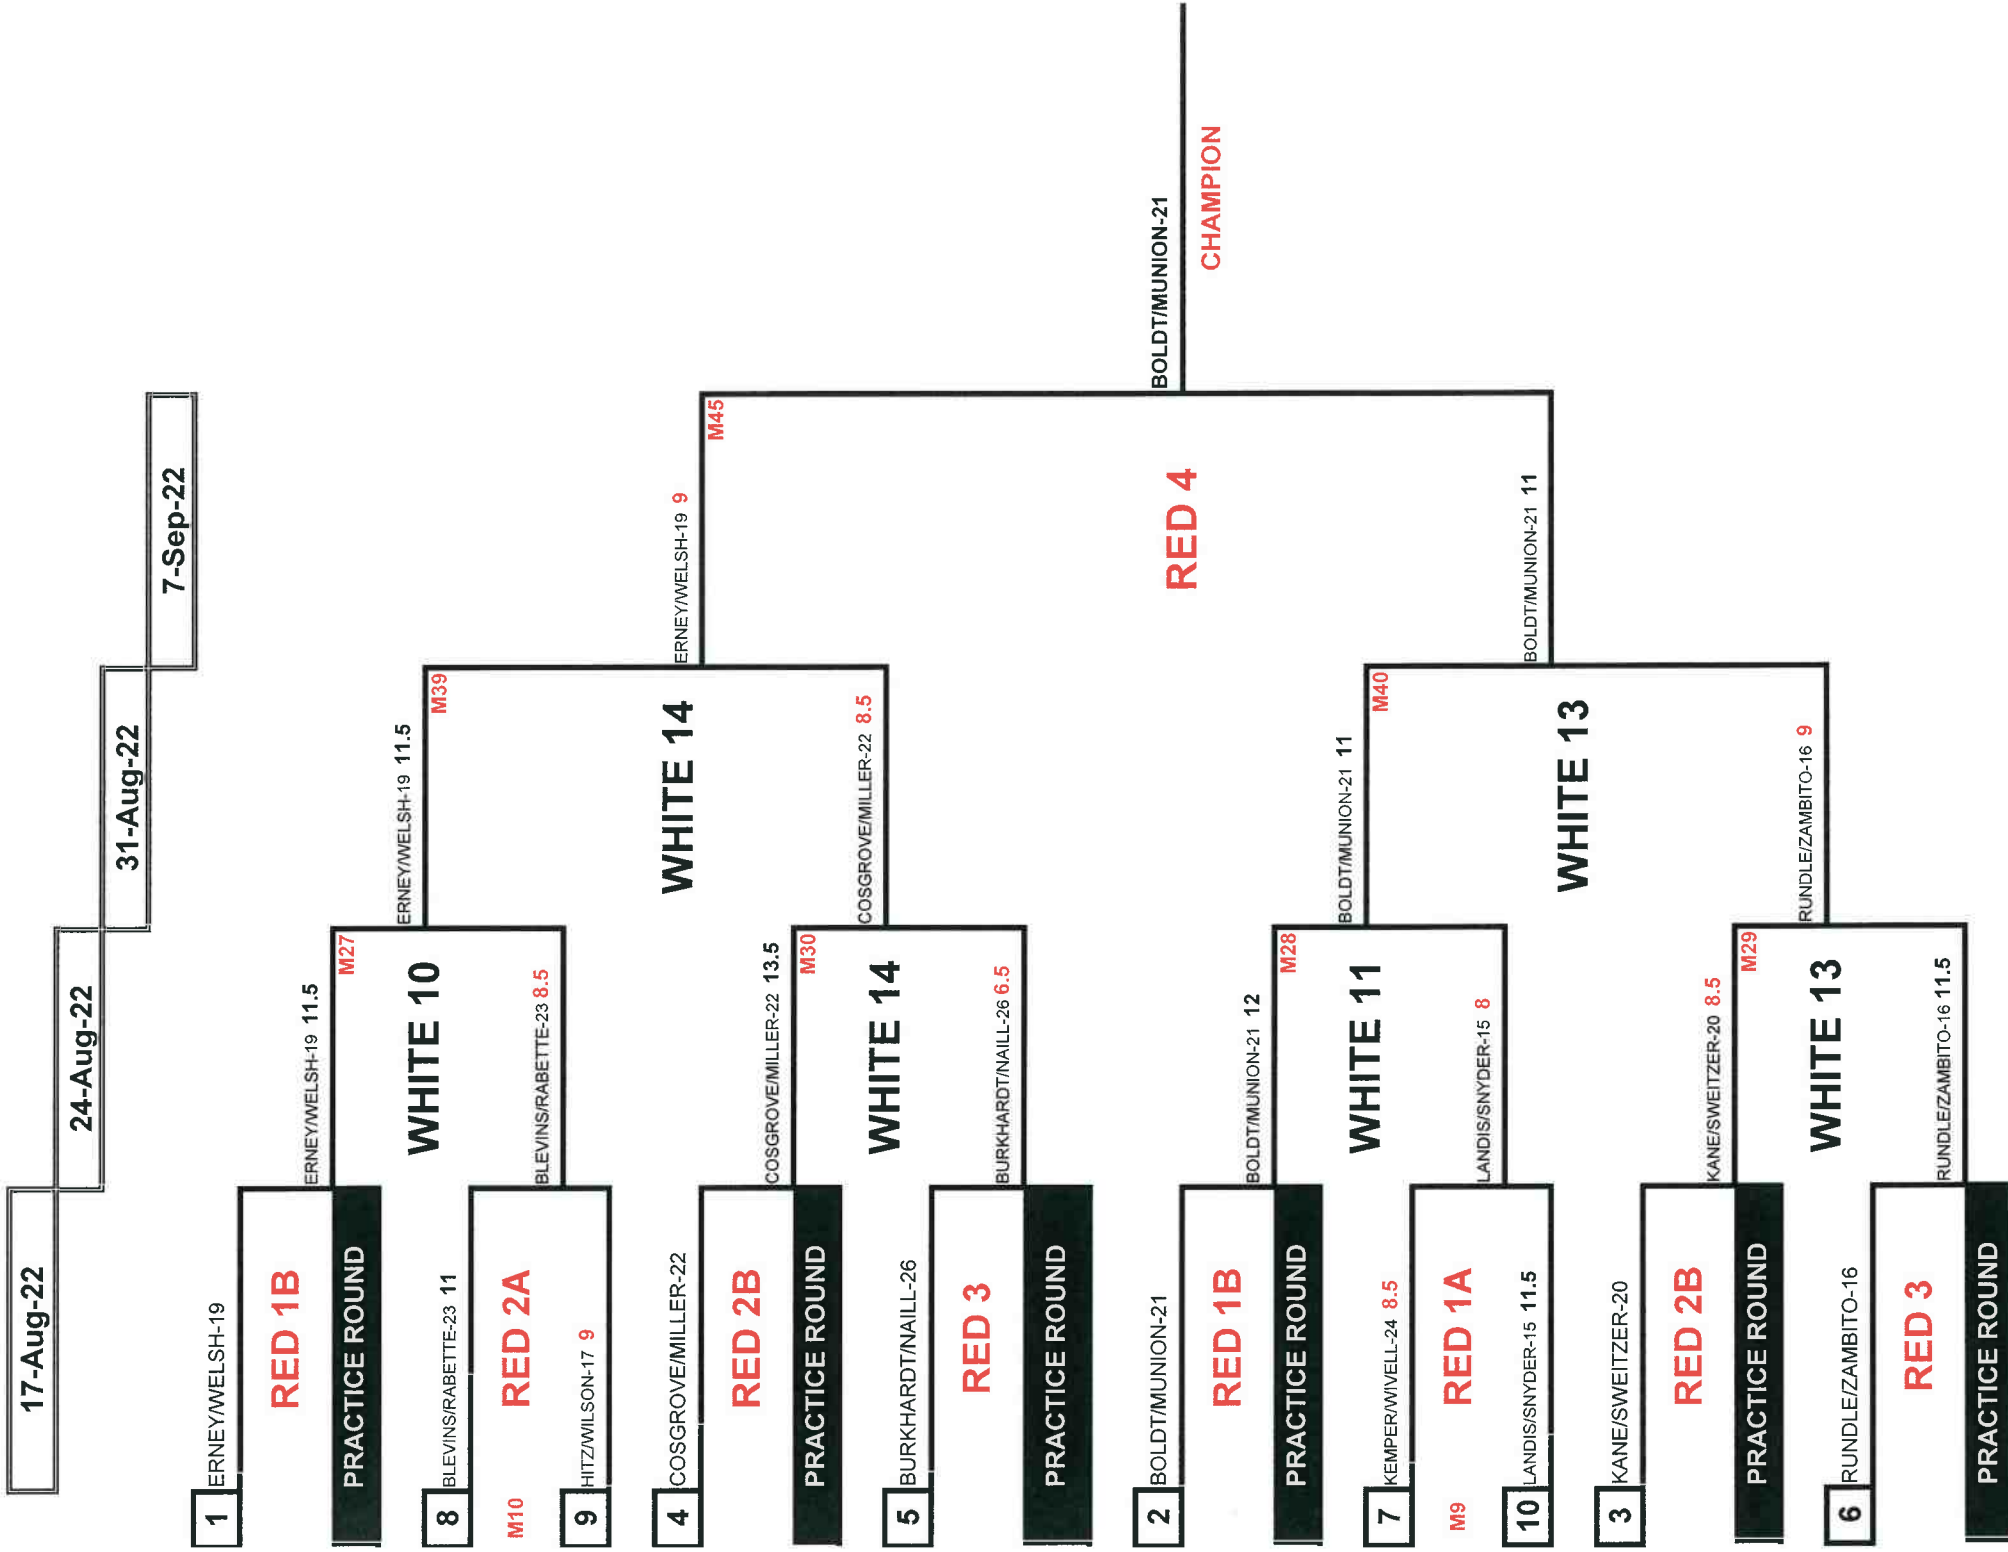 17-Aug-22
24-Aug-22
31-Aug-22
7-Sep-22
1 ERNEY/WELSH-19
RED 1B
PRACTICE ROUND
8 BLEVINS/RABETTE-23 11
M10 RED 2A
9 HITZ/WILSON-17 9
4 COSGROVE/MILLER-22
RED 2B
PRACTICE ROUND
5 BURKHARDT/NAILL-26
RED 3
PRACTICE ROUND
2 BOLDT/MUNION-21
RED 1B
PRACTICE ROUND
7 KEMPER/WIVELL-24 8.5
M9 RED 1A
10 LANDIS/SNYDER-15 11.5
3 KANE/SWEITZER-20
RED 2B
PRACTICE ROUND
6 RUNDLE/ZAMBITO-16
RED 3
PRACTICE ROUND
ERNEY/WELSH-19 11.5
M27
WHITE 10
BLEVINS/RABETTE-23 8.5
COSGROVE/MILLER-22 13.5
M30
WHITE 14
BURKHARDT/NAILL-26 6.5
BOLDT/MUNION-21 12
M28
WHITE 11
LANDIS/SNYDER-15 8
KANE/SWEITZER-20 8.5
M29
WHITE 13
RUNDLE/ZAMBITO-16 11.5
ERNEY/WELSH-19 11.5
M39
WHITE 14
COSGROVE/MILLER-22 8.5
BOLDT/MUNION-21 11
M40
WHITE 13
RUNDLE/ZAMBITO-16 9
ERNEY/WELSH-19 9
M45
RED 4
BOLDT/MUNION-21 11
BOLDT/MUNION-21
CHAMPION